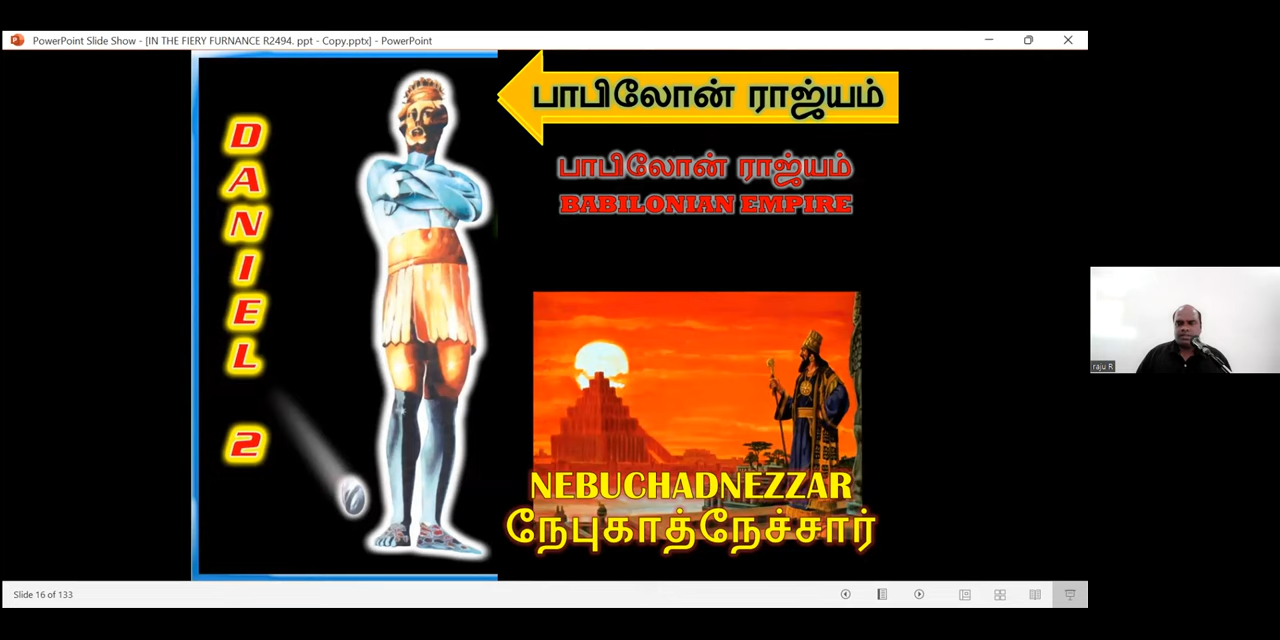 PowerPoint Slide Show - [IN THE FIERY FURNANCE R2494. ppt - Copy.pptx] - PowerPoint
DANIEL 2
பாபிலோன் ராஜ்யம்
பாபிலோன் ராஜ்யம்
BABILONIAN EMPIRE
NEBUCHADNEZZAR
நேபுகாத்நேச்சார்
raju R
Slide 16 of 133